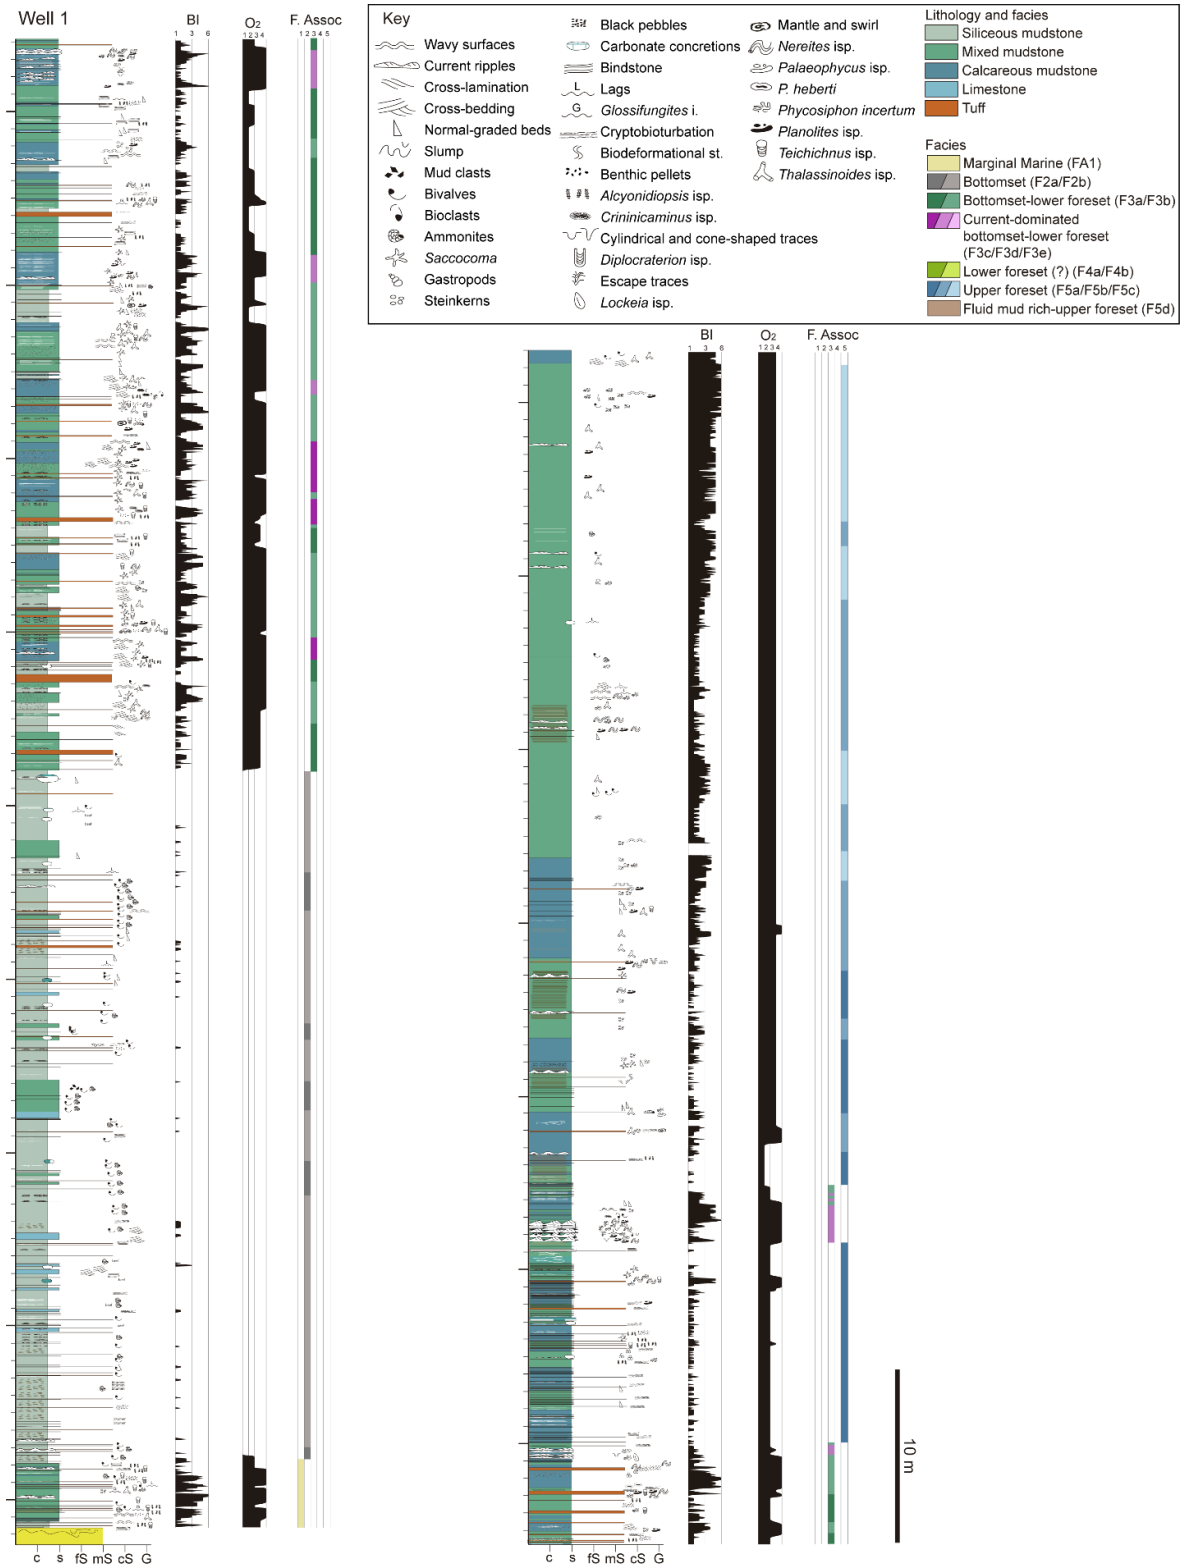 Well 1
BI
1 3 6
O2
1 2 3 4
F. Assoc
1 2 3 4 5
Key
Wavy surfaces
Current ripples
Cross-lamination
Cross-bedding
Normal-graded beds
Slump
Mud clasts
Bivalves
Bioclasts
Ammonites
Saccocoma
Gastropods
Steinkerns
Black pebbles
Carbonate concretions
Bindstone
L
Lags
G
Glossifungites i.
Cryptobioturbation
Biodeformational st.
Benthic pellets
Alcyonidiopsis isp.
Crininicaminus isp.
Cylindrical and cone-shaped traces
Diplocraterion isp.
Escape traces
Lockeia isp.
Mantle and swirl
Nereites isp.
Palaeophycus isp.
P. heberti
Phycosiphon incertum
Planolites isp.
Teichichnus isp.
Thalassinoides isp.
Lithology and facies
Siliceous mudstone
Mixed mudstone
Calcareous mudstone
Limestone
Tuff
Facies
Marginal Marine (FA1)
Bottomset (F2a/F2b)
Bottomset-lower foreset (F3a/F3b)
Current-dominated
bottomset-lower foreset
(F3c/F3d/F3e)
Lower foreset (?) (F4a/F4b)
Upper foreset (F5a/F5b/F5c)
Fluid mud rich-upper foreset (F5d)
BI
1 3 6
O2
1 2 3 4
F. Assoc
1 2 3 4 5
10 m
c s fS mS cS G
c s fS mS cS G